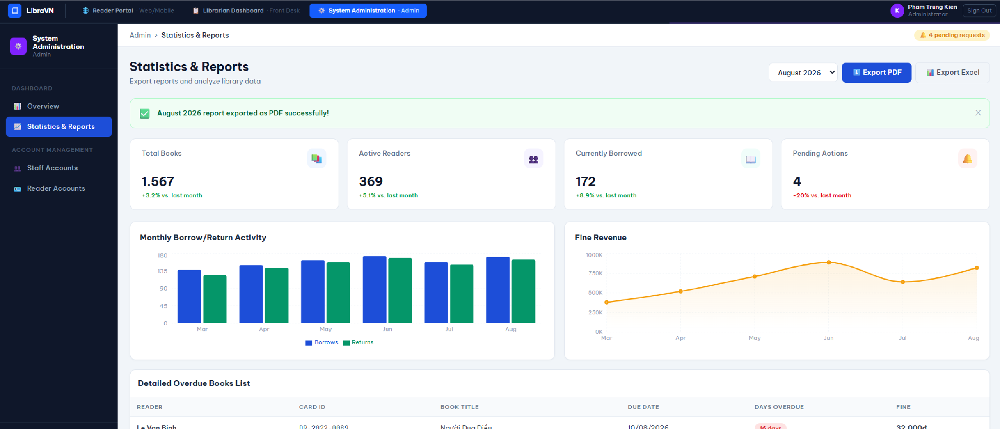 LibraVN
Reader Portal · Web/Mobile
Librarian Dashboard · Front Desk
System Administration · Admin
K
Pham Trung Kien
Administrator
Sign Out
System
Administration
Admin
DASHBOARD
Overview
Statistics & Reports
ACCOUNT MANAGEMENT
Staff Accounts
Reader Accounts
Admin › Statistics & Reports
4 pending requests
Statistics & Reports
Export reports and analyze library data
August 2026
Export PDF
Export Excel
August 2026 report exported as PDF successfully!
Total Books
1.567
+3.2% vs. last month
Active Readers
369
+5.1% vs. last month
Currently Borrowed
172
+8.9% vs. last month
Pending Actions
4
-20% vs. last month
Monthly Borrow/Return Activity
180
135
90
45
0
Mar Apr May Jun Jul Aug
Borrows Returns
Fine Revenue
1000K
750K
500K
250K
0K
Mar Apr May Jun Jul Aug
Detailed Overdue Books List
READER CARD ID BOOK TITLE DUE DATE DAYS OVERDUE FINE
Le Van Binh DR-2022-0089 Người Đua Diều 10/08/2026 16 days 32.000đ